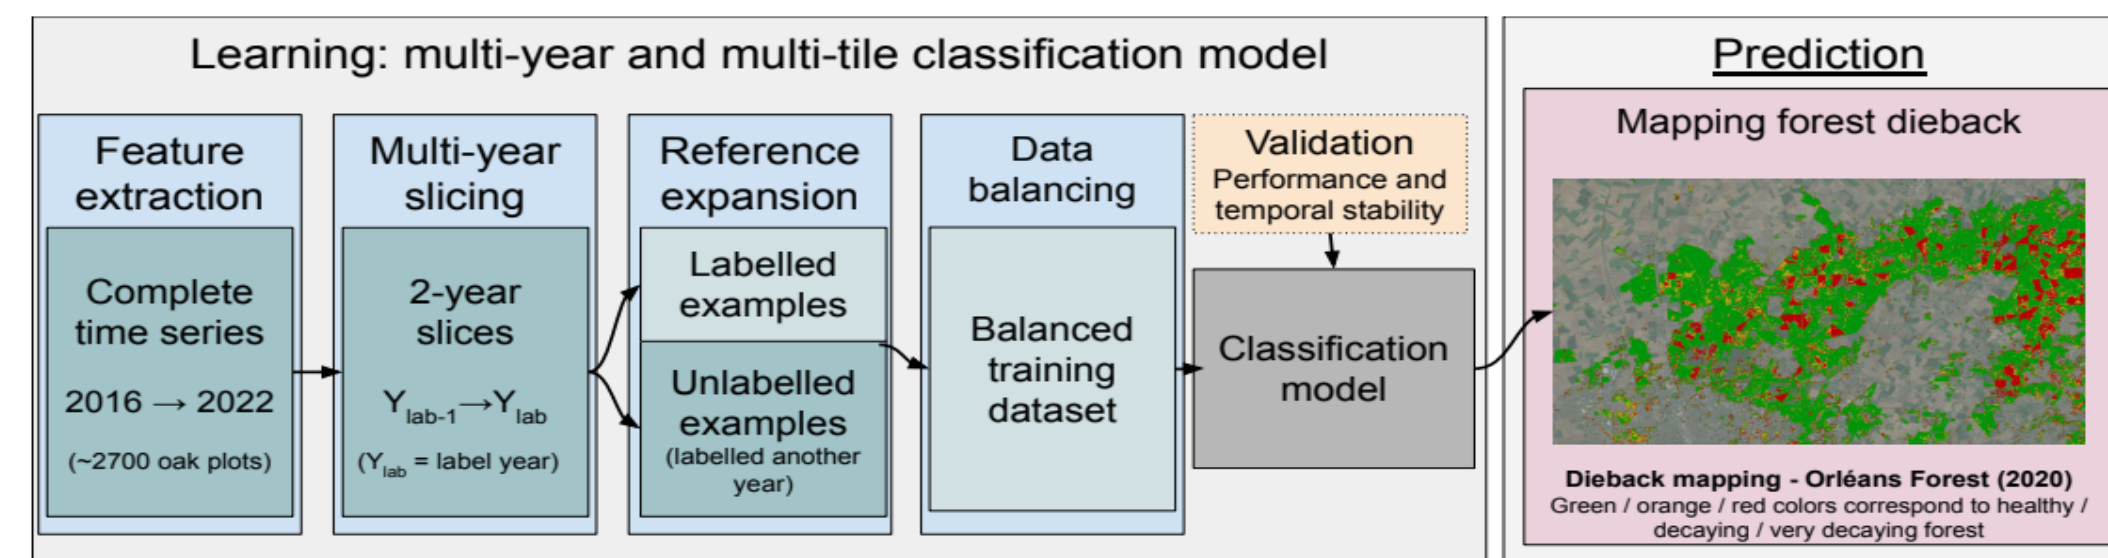 Learning: multi-year and multi-tile classification model
Feature
extraction
Complete
time series
2016 → 2022
(~2700 oak plots)
Multi-year
slicing
2-year
slices
Ylab-1→Ylab
(Ylab = label year)
Reference
expansion
Labelled
examples
Unlabelled
examples
(labelled another
year)
Data
balancing
Balanced
training
dataset
Validation
Performance and
temporal stability
Classification
model
Prediction
Mapping forest dieback
Dieback mapping - Orléans Forest (2020)
Green / orange / red colors correspond to healthy /
decaying / very decaying forest